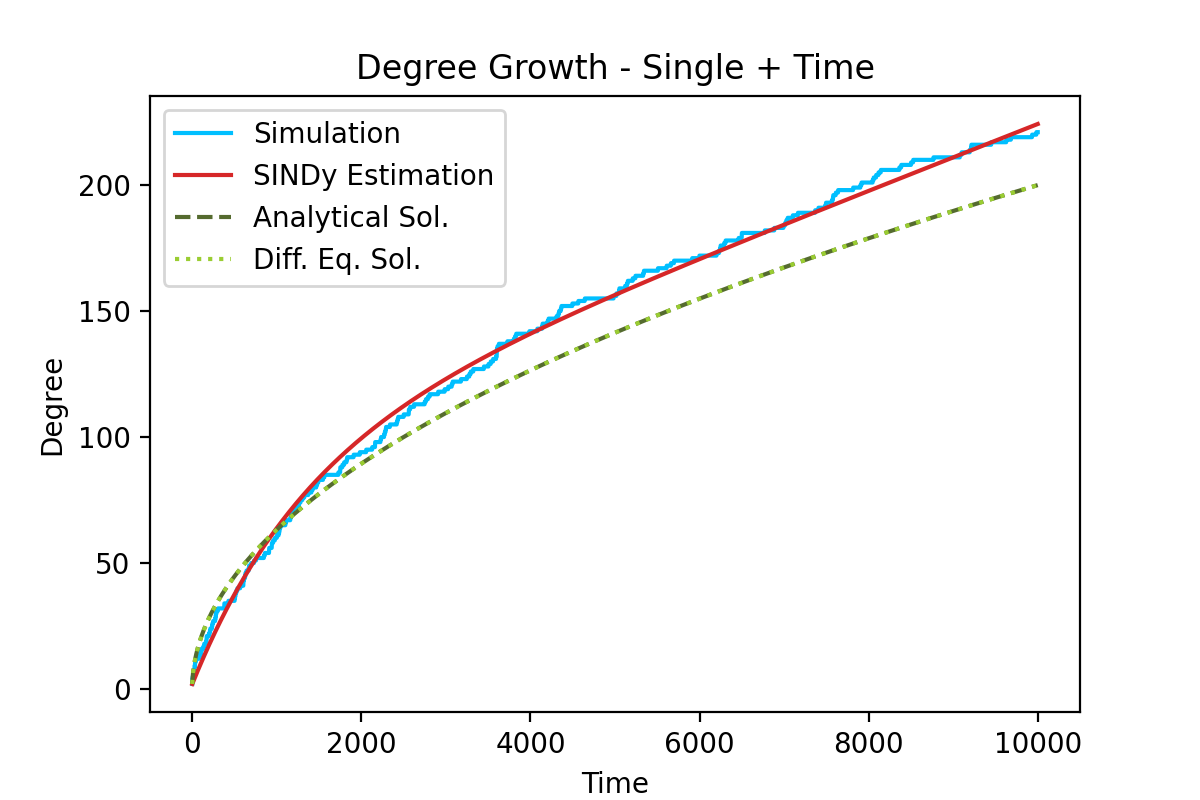 Degree Growth - Single + Time
Simulation
SINDy Estimation
Analytical Sol.
Diff. Eq. Sol.
200
150
100
50
0
Degree
0 2000 4000 6000 8000 10000
Time